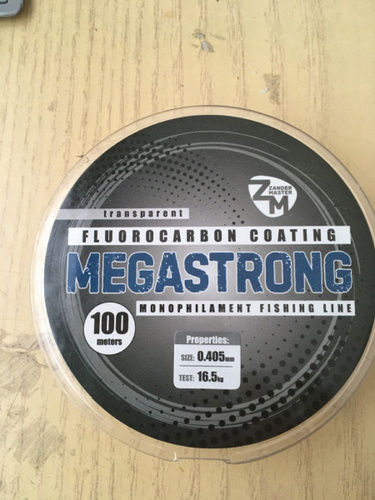 ZM
ZANDER
MASTER
transparent
FLUOROCARBON COATING
MEGASTRONG
MONOPHILAMENT FISHING LINE
100
meters
Properties:
SIZE: 0.405mm
TEST: 16.5kg